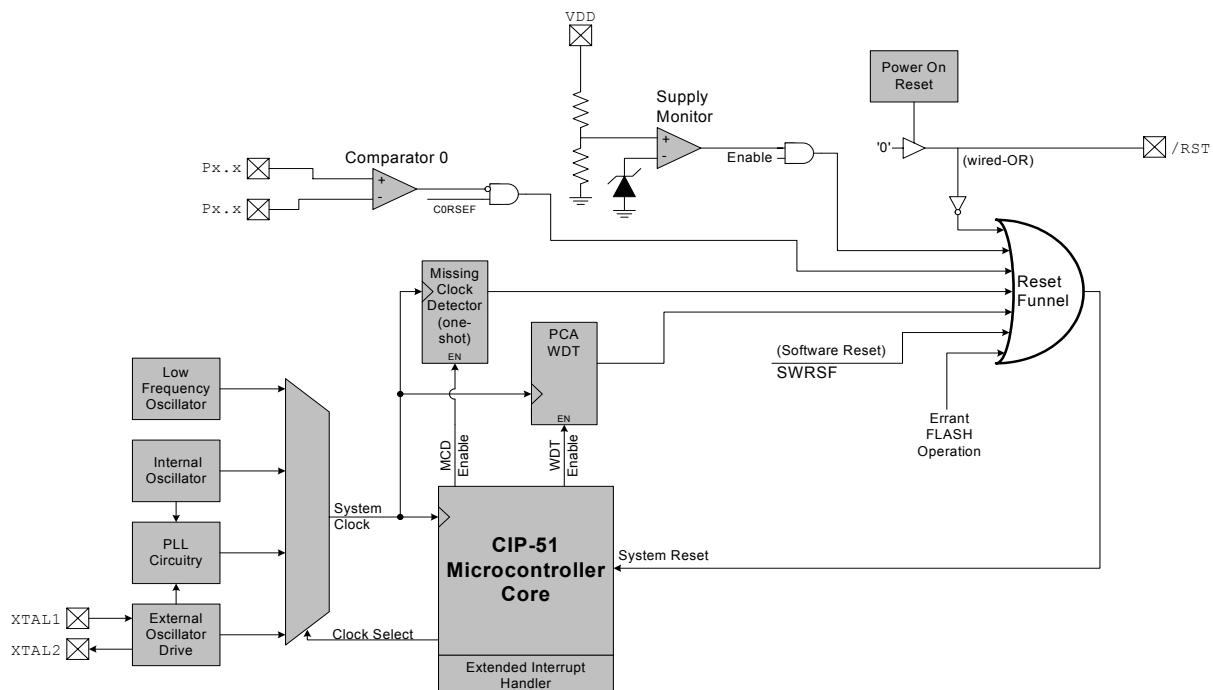 VDD
Power On
Reset
Supply
Monitor
+
-
Enable
'0'
(wired-OR)
/RST
Px.x
Px.x
Comparator 0
+
-
C0RSEF
Missing
Clock
Detector
(one-
shot)
EN
PCA
WDT
EN
Reset
Funnel
(Software Reset)
SWRSF
Errant
FLASH
Operation
Low
Frequency
Oscillator
Internal
Oscillator
PLL
Circuitry
External
Oscillator
Drive
XTAL1
XTAL2
System
Clock
Clock Select
MCD
Enable
WDT
Enable
CIP-51
Microcontroller
Core
System Reset
Extended Interrupt
Handler